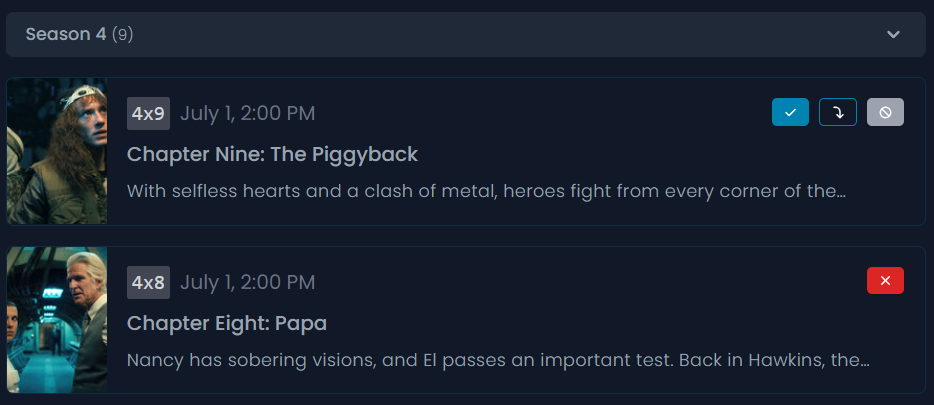 Season 4 (9)
4x9 July 1, 2:00 PM
Chapter Nine: The Piggyback
With selfless hearts and a clash of metal, heroes fight from every corner of the...
4x8 July 1, 2:00 PM
Chapter Eight: Papa
Nancy has sobering visions, and El passes an important test. Back in Hawkins, the...